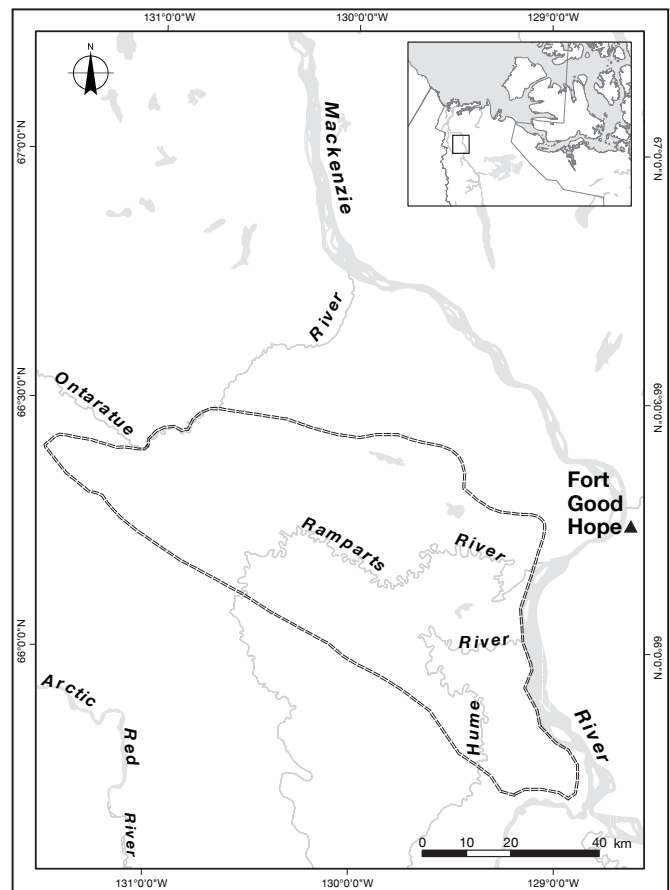 131°0'0"W
130°0'0"W
129°0'0"W
N
67°0'0"N
67°0'0"N
Mackenzie
River
Ontaratue
66°30'0"N
66°30'0"N
Fort
Good
Hope
Ramparts
River
River
66°0'0"N
66°0'0"N
Arctic
Red
River
Hume
River
0 10 20 40 km
131°0'0"W
130°0'0"W
129°0'0"W